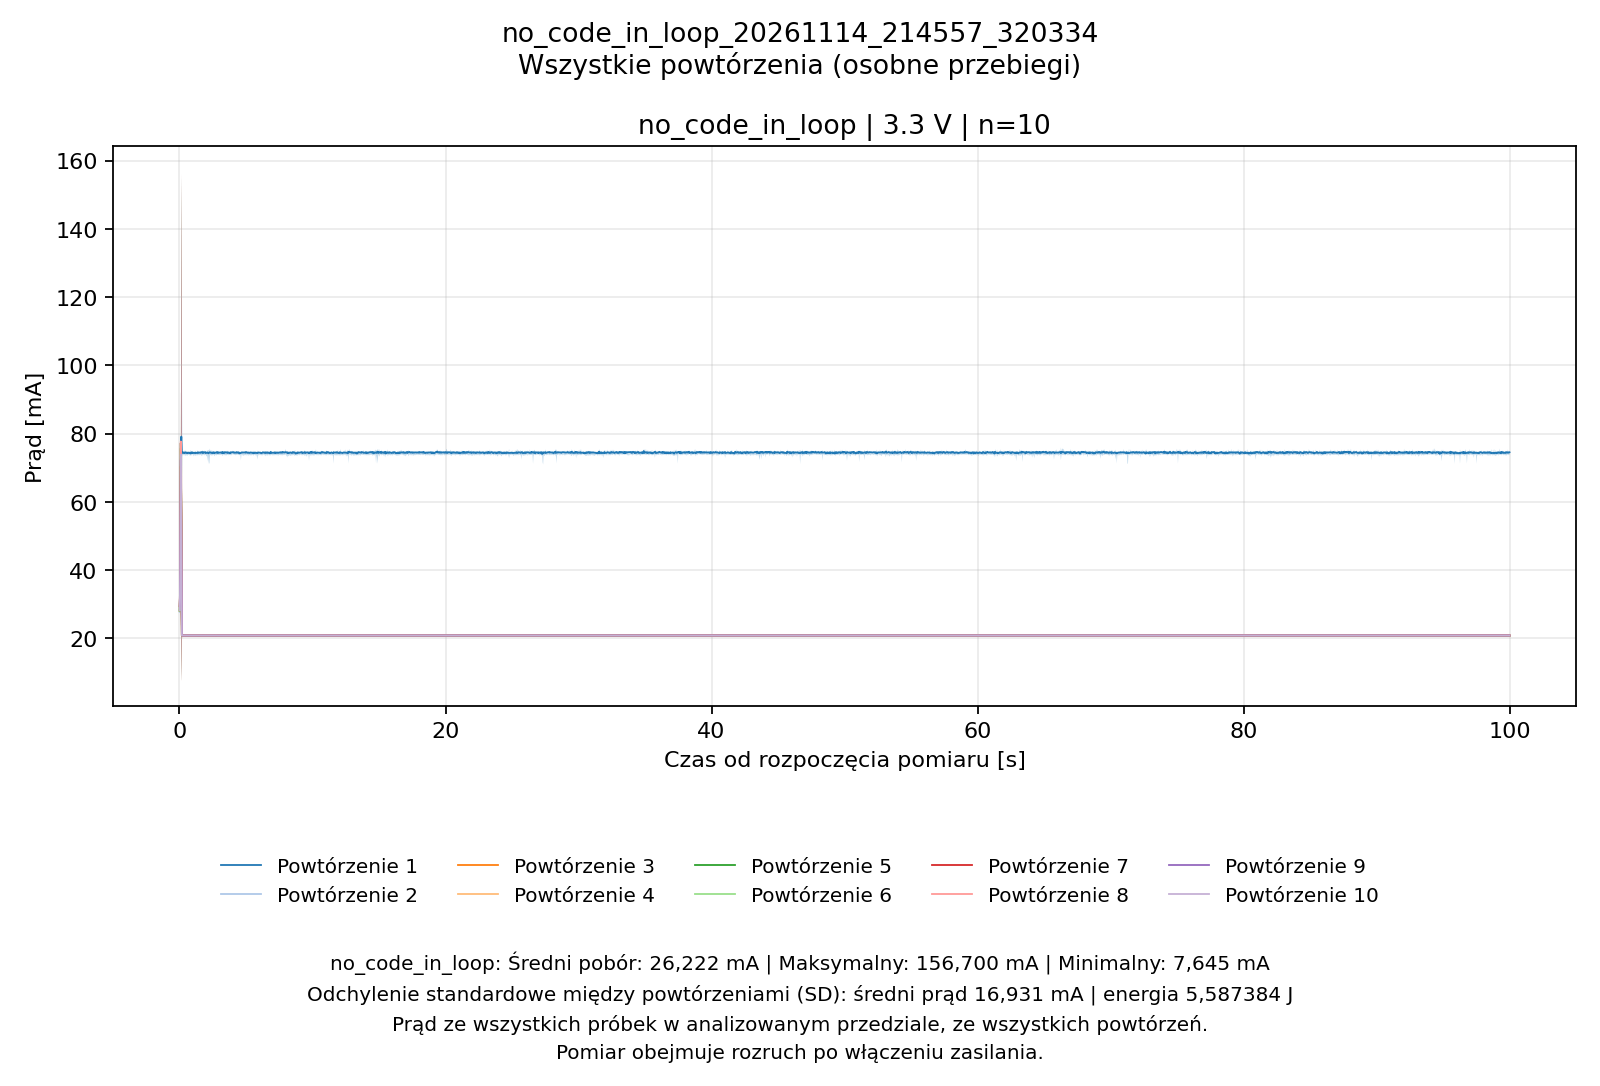 no_code_in_loop_20261114_214557_320334
Wszystkie powtórzenia (osobne przebiegi)
no_code_in_loop | 3.3 V | n=10
160
140
120
100
80
60
40
20
Prąd [mA]
0 20 40 60 80 100
Czas od rozpoczęcia pomiaru [s]
Powtórzenie 1 Powtórzenie 3 Powtórzenie 5 Powtórzenie 7 Powtórzenie 9
Powtórzenie 2 Powtórzenie 4 Powtórzenie 6 Powtórzenie 8 Powtórzenie 10
no_code_in_loop: Średni pobór: 26,222 mA | Maksymalny: 156,700 mA | Minimalny: 7,645 mA
Odchylenie standardowe między powtórzeniami (SD): średni prąd 16,931 mA | energia 5,587384 J
Prąd ze wszystkich próbek w analizowanym przedziale, ze wszystkich powtórzeń.
Pomiar obejmuje rozruch po włączeniu zasilania.